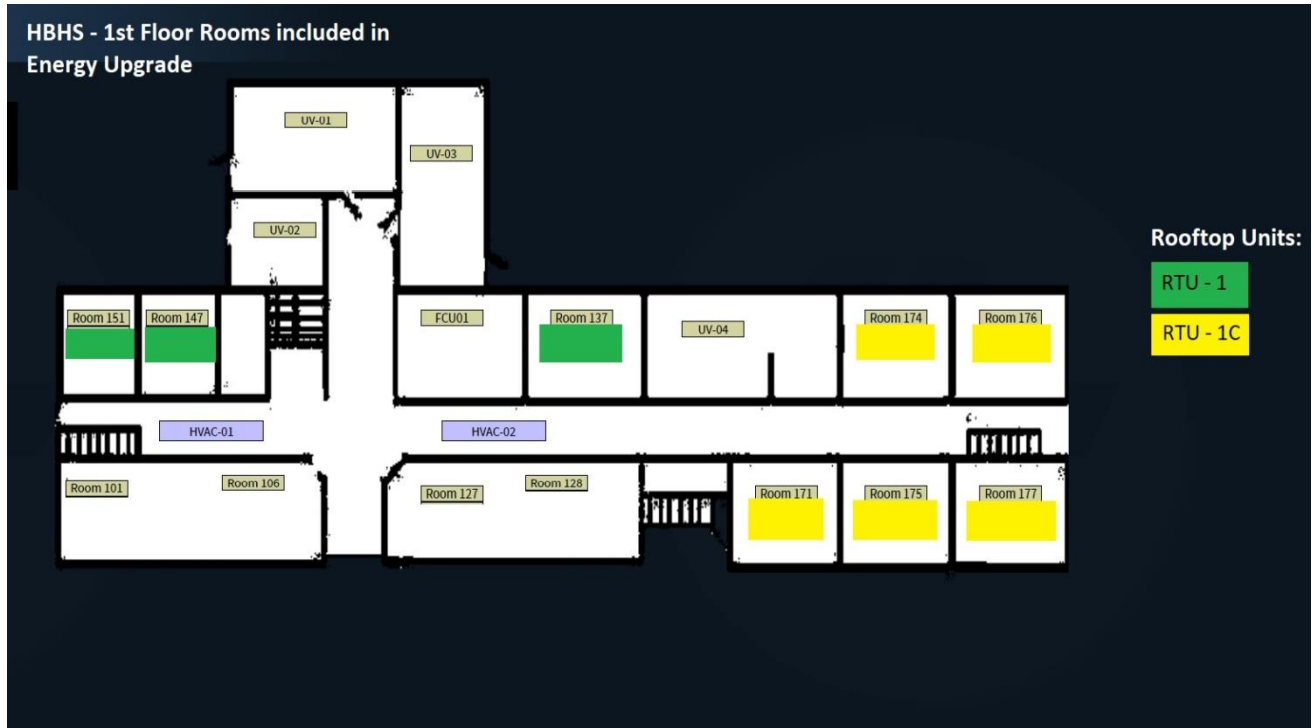 HBHS - 1st Floor Rooms included in
Energy Upgrade
UV-01
UV-03
UV-02
Rooftop Units:
RTU - 1
RTU - 1C
Room 151
Room 147
FCU01
Room 137
UV-04
Room 174
Room 176
HVAC-01
HVAC-02
Room 101
Room 106
Room 127
Room 128
Room 171
Room 175
Room 177